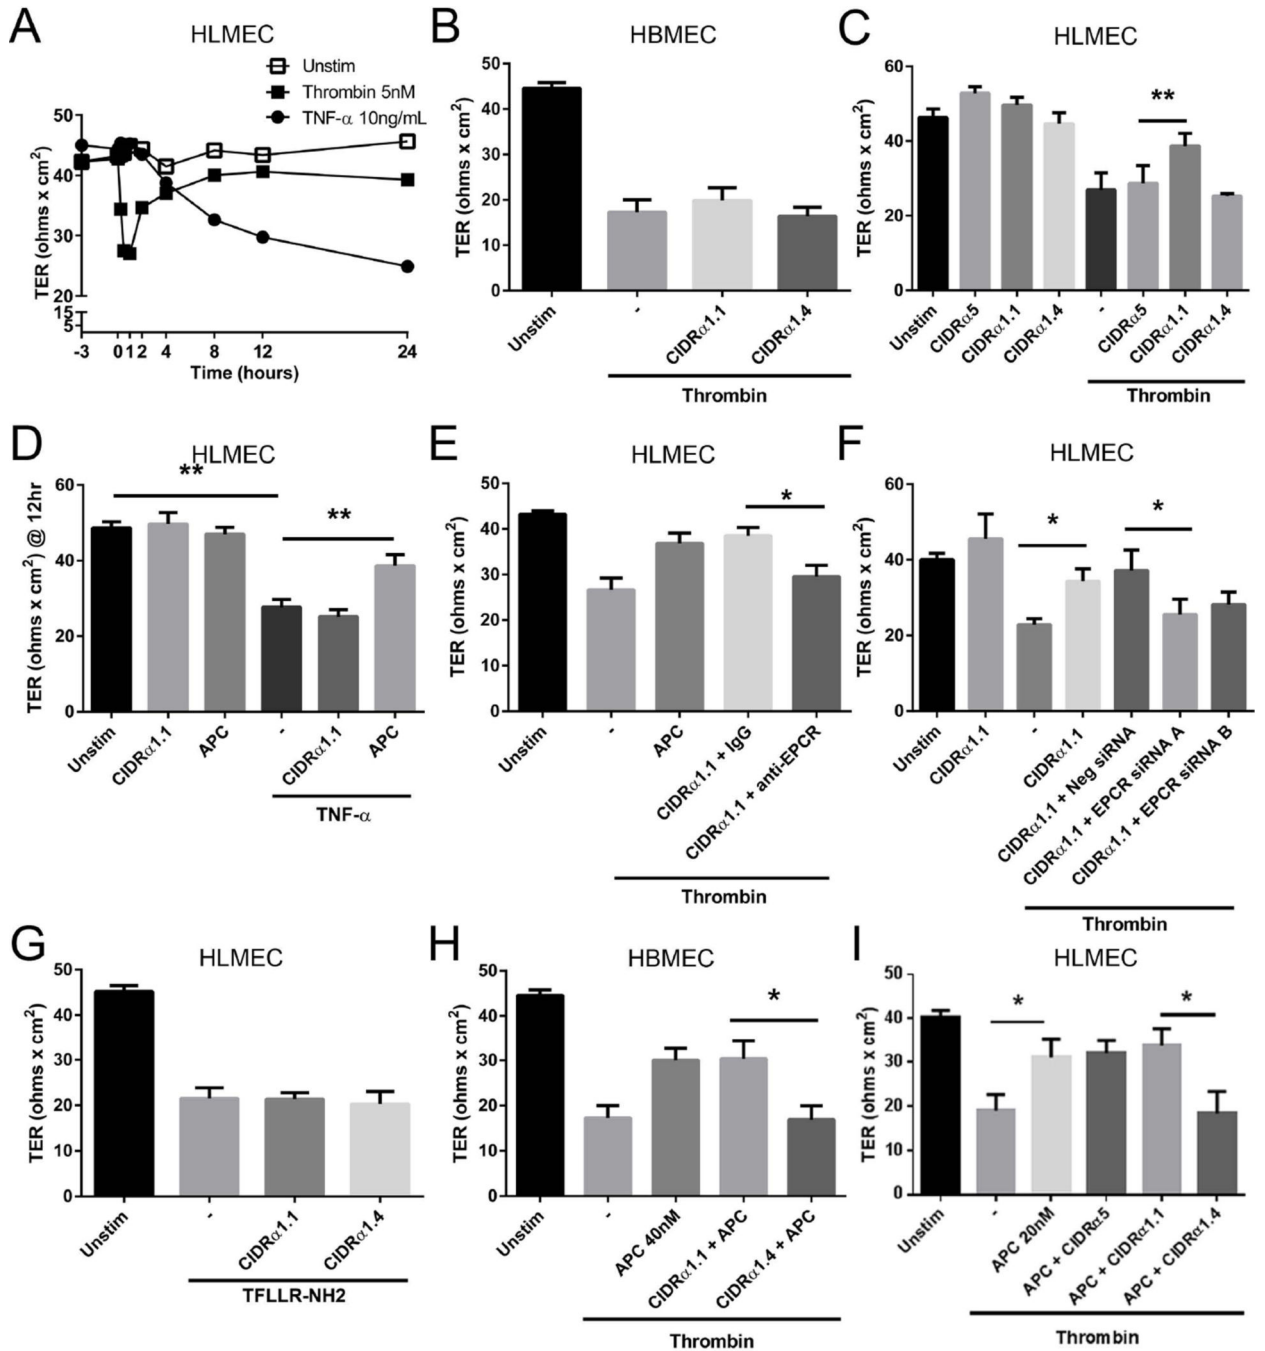 A
HLMEC
Unstim
Thrombin 5nM
TNF-α 10ng/mL
TER (ohms x cm²)
50
40
30
20
15
5
-3
0
1
2
4
8
12
24
Time (hours)
B
HBMEC
TER (ohms x cm²)
50
40
30
20
10
0
Unstim
-
CIDRα1.1
CIDRα1.4
Thrombin
C
HLMEC
TER (ohms x cm²)
60
40
20
0
**
Unstim
CIDRα5
CIDRα1.1
CIDRα1.4
-
CIDRα5
CIDRα1.1
CIDRα1.4
Thrombin
D
HLMEC
TER (ohms x cm²) @ 12hr
60
40
20
0
**
**
Unstim
CIDRα1.1
APC
-
CIDRα1.1
APC
TNF-α
E
HLMEC
TER (ohms x cm²)
50
40
30
20
10
0
*
Unstim
-
APC
CIDRα1.1 + IgG
CIDRα1.1 + anti-EPCR
Thrombin
F
HLMEC
TER (ohms x cm²)
60
40
20
0
*
*
Unstim
CIDRα1.1
-
CIDRα1.1
CIDRα1.1 + Neg siRNA
CIDRα1.1 + EPCR siRNA A
CIDRα1.1 + EPCR siRNA B
Thrombin
G
HLMEC
TER (ohms x cm²)
50
40
30
20
10
0
Unstim
-
CIDRα1.1
CIDRα1.4
TFLLR-NH2
H
HBMEC
TER (ohms x cm²)
50
40
30
20
10
0
*
Unstim
-
APC 40nM
CIDRα1.1 + APC
CIDRα1.4 + APC
Thrombin
I
HLMEC
TER (ohms x cm²)
50
40
30
20
10
0
*
*
Unstim
-
APC 20nM
APC + CIDRα5
APC + CIDRα1.1
APC + CIDRα1.4
Thrombin